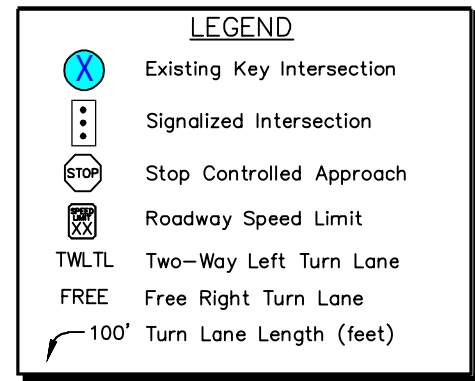 LEGEND
X Existing Key Intersection
Signalized Intersection
STOP Stop Controlled Approach
SPEED
LIMIT
XX Roadway Speed Limit
TWLTL Two-Way Left Turn Lane
FREE Free Right Turn Lane
100' Turn Lane Length (feet)